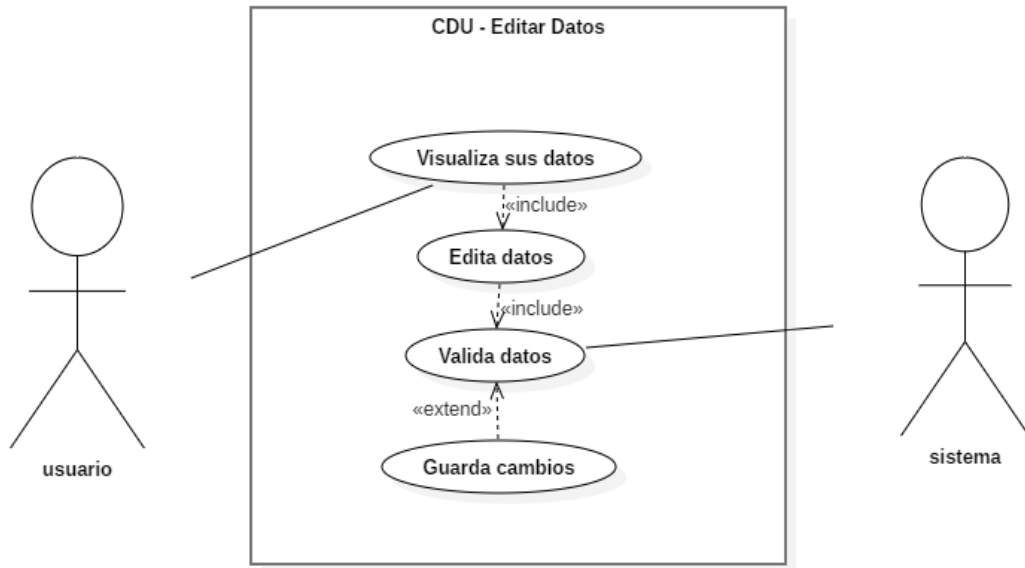 CDU - Editar Datos
Visualiza sus datos
«include»
Edita datos
«include»
Valida datos
«extend»
Guarda cambios
usuario
sistema